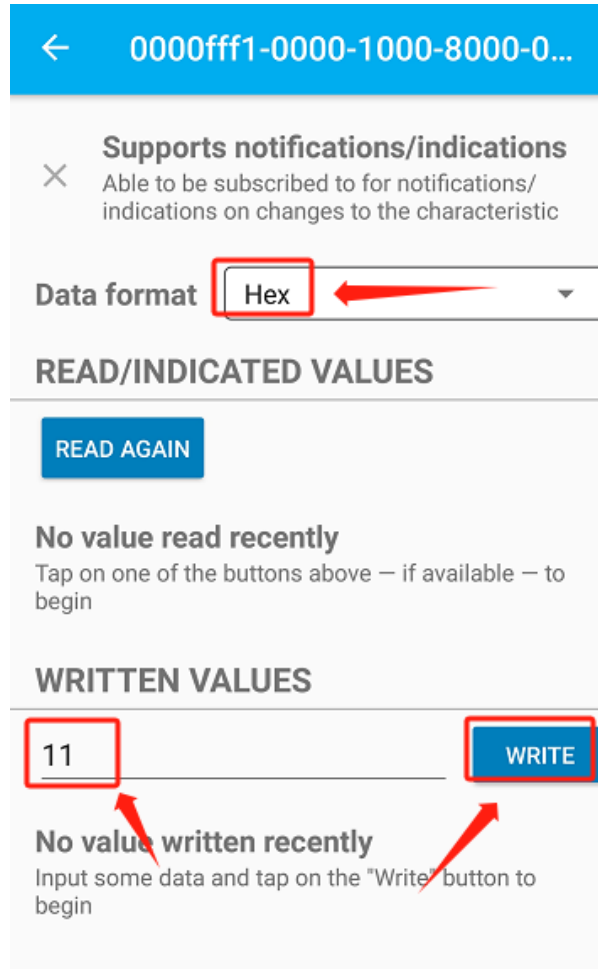 0000fff1-0000-1000-8000-0...
Supports notifications/indications
Able to be subscribed to for notifications/
indications on changes to the characteristic
Data format Hex
READ/INDICATED VALUES
READ AGAIN
No value read recently
Tap on one of the buttons above — if available — to
begin
WRITTEN VALUES
11 WRITE
No value written recently
Input some data and tap on the "Write" button to
begin